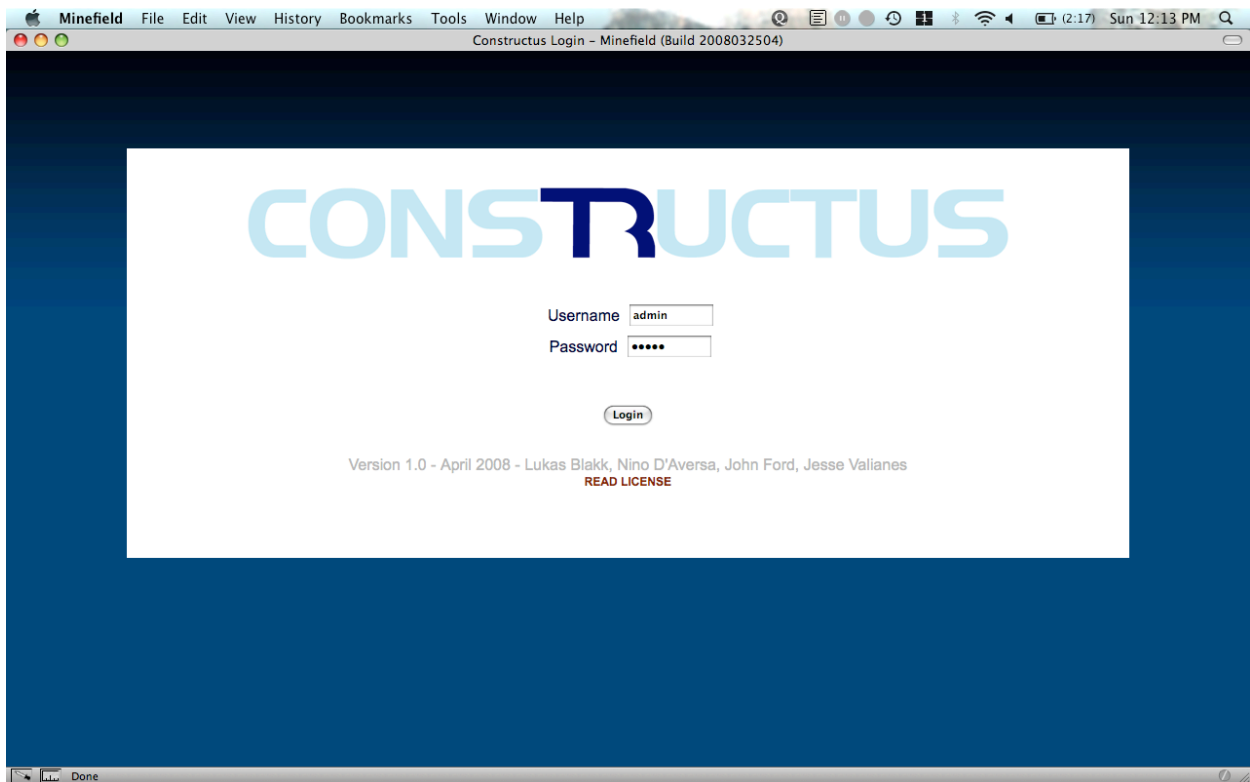 Minefield File Edit View History Bookmarks Tools Window Help (2:17) Sun 12:13 PM
Constructus Login – Minefield (Build 2008032504)
CONSTRUCTUS
Username admin
Password •••••
Login
Version 1.0 - April 2008 - Lukas Blakk, Nino D'Aversa, John Ford, Jesse Valianes
READ LICENSE
Done